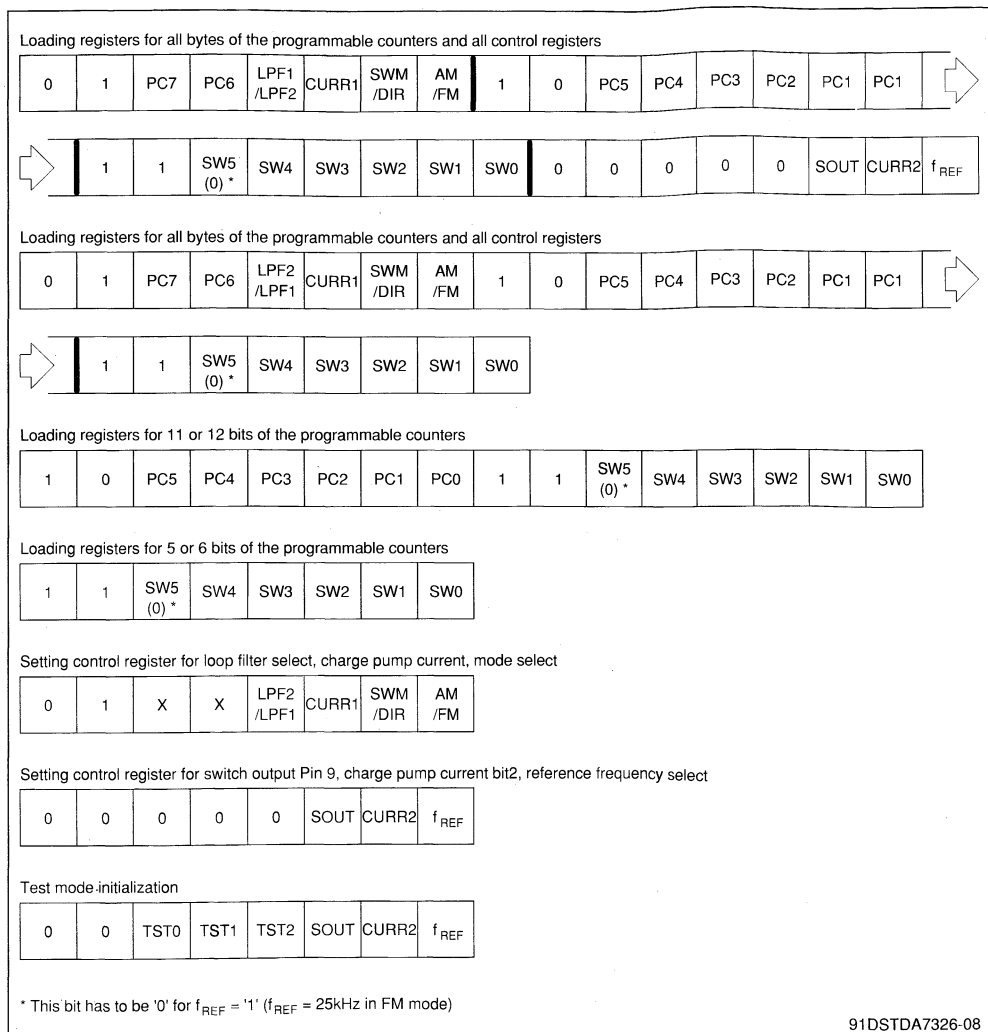 Loading registers for all bytes of the programmable counters and all control registers
0 1 PC7 PC6 LPF1 /LPF2 CURR1 SWM /DIR AM /FM 1 0 PC5 PC4 PC3 PC2 PC1 PC1
1 1 SW5 (0) * SW4 SW3 SW2 SW1 SW0 0 0 0 0 0 SOUT CURR2 fREF
Loading registers for all bytes of the programmable counters and all control registers
0 1 PC7 PC6 LPF2 /LPF1 CURR1 SWM /DIR AM /FM 1 0 PC5 PC4 PC3 PC2 PC1 PC1
1 1 SW5 (0) * SW4 SW3 SW2 SW1 SW0
Loading registers for 11 or 12 bits of the programmable counters
1 0 PC5 PC4 PC3 PC2 PC1 PC0 1 1 SW5 (0) * SW4 SW3 SW2 SW1 SW0
Loading registers for 5 or 6 bits of the programmable counters
1 1 SW5 (0) * SW4 SW3 SW2 SW1 SW0
Setting control register for loop filter select, charge pump current, mode select
0 1 X X LPF2 /LPF1 CURR1 SWM /DIR AM /FM
Setting control register for switch output Pin 9, charge pump current bit2, reference frequency select
0 0 0 0 0 SOUT CURR2 fREF
Test mode initialization
0 0 TST0 TST1 TST2 SOUT CURR2 fREF
* This bit has to be '0' for fREF = '1' (fREF = 25kHz in FM mode)
91DSTDA7326-08